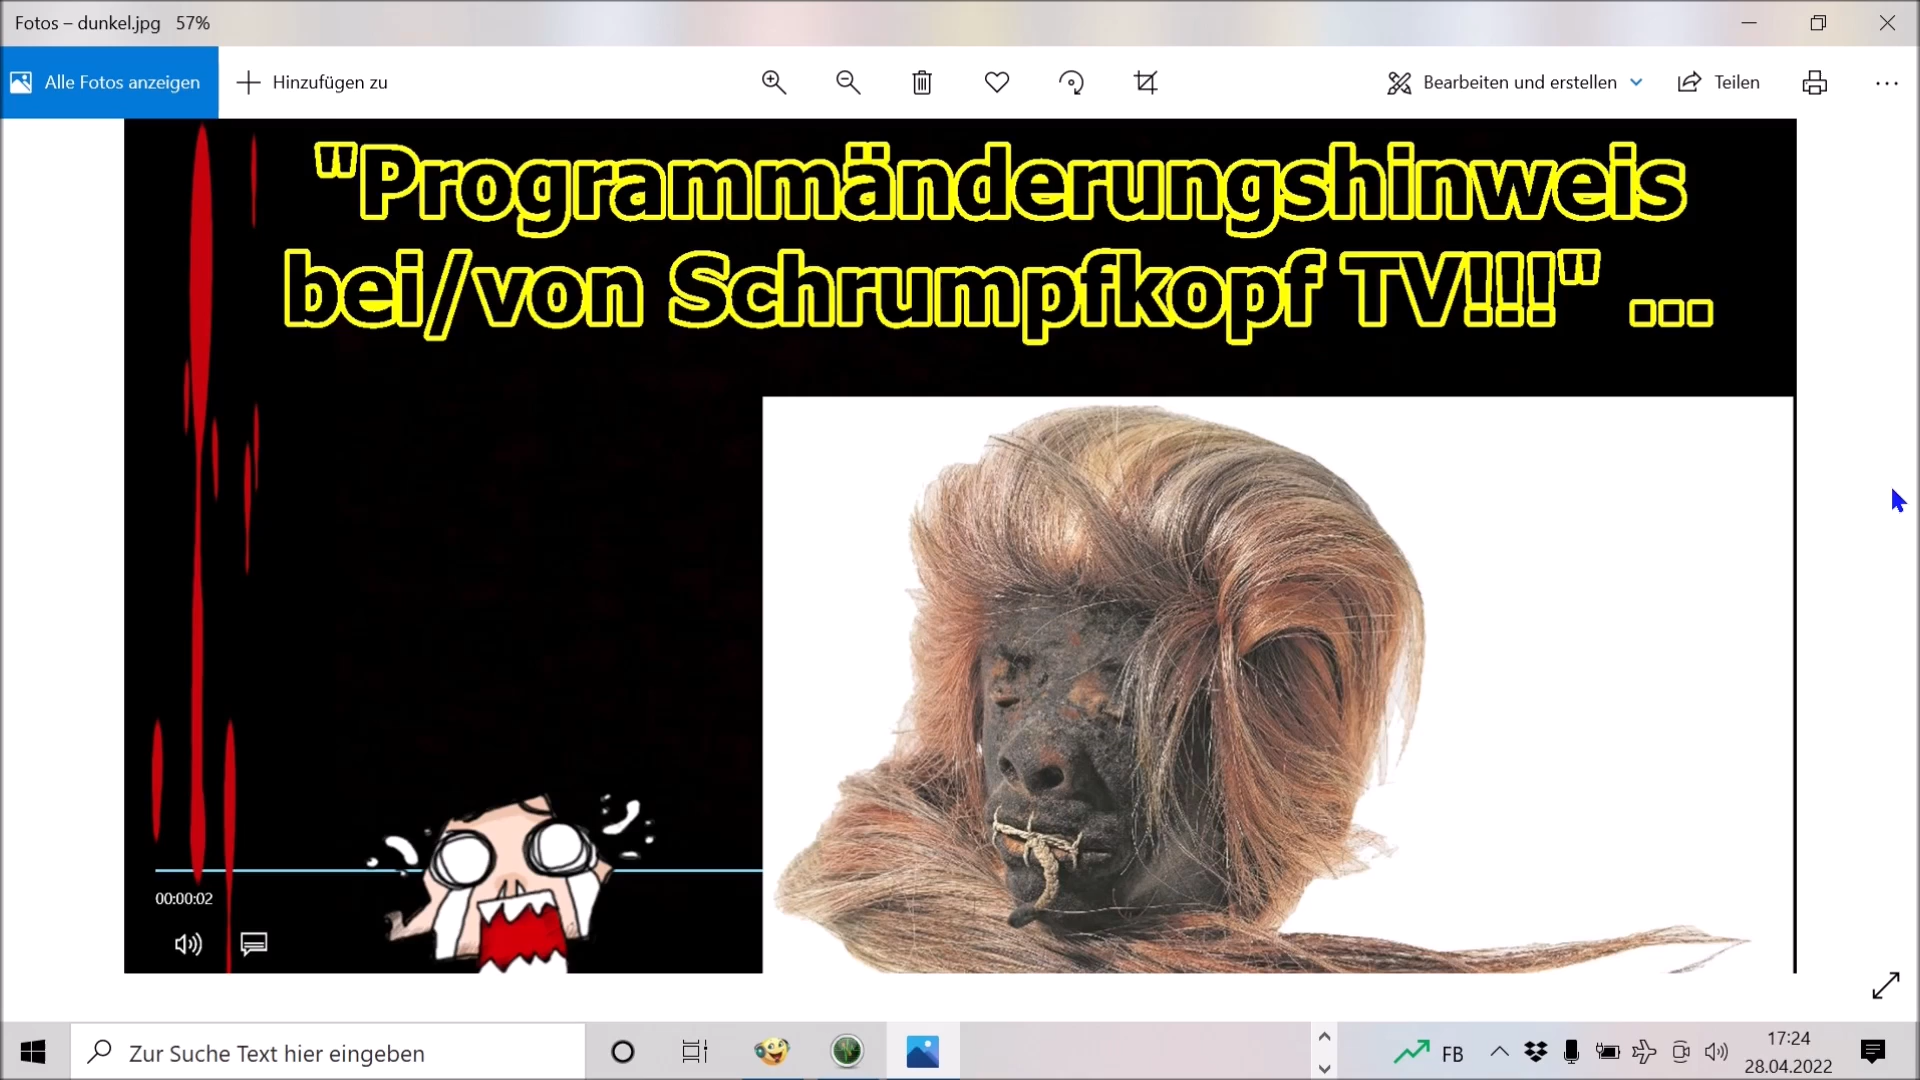 Fotos – dunkel.jpg 57%
Alle Fotos anzeigen
Hinzufügen zu
Bearbeiten und erstellen
Teilen
"Programmänderungshinweis
bei/von Schrumpfkopf TV!!!" ...
00:00:02
Zur Suche Text hier eingeben
FB
17:24
28.04.2022